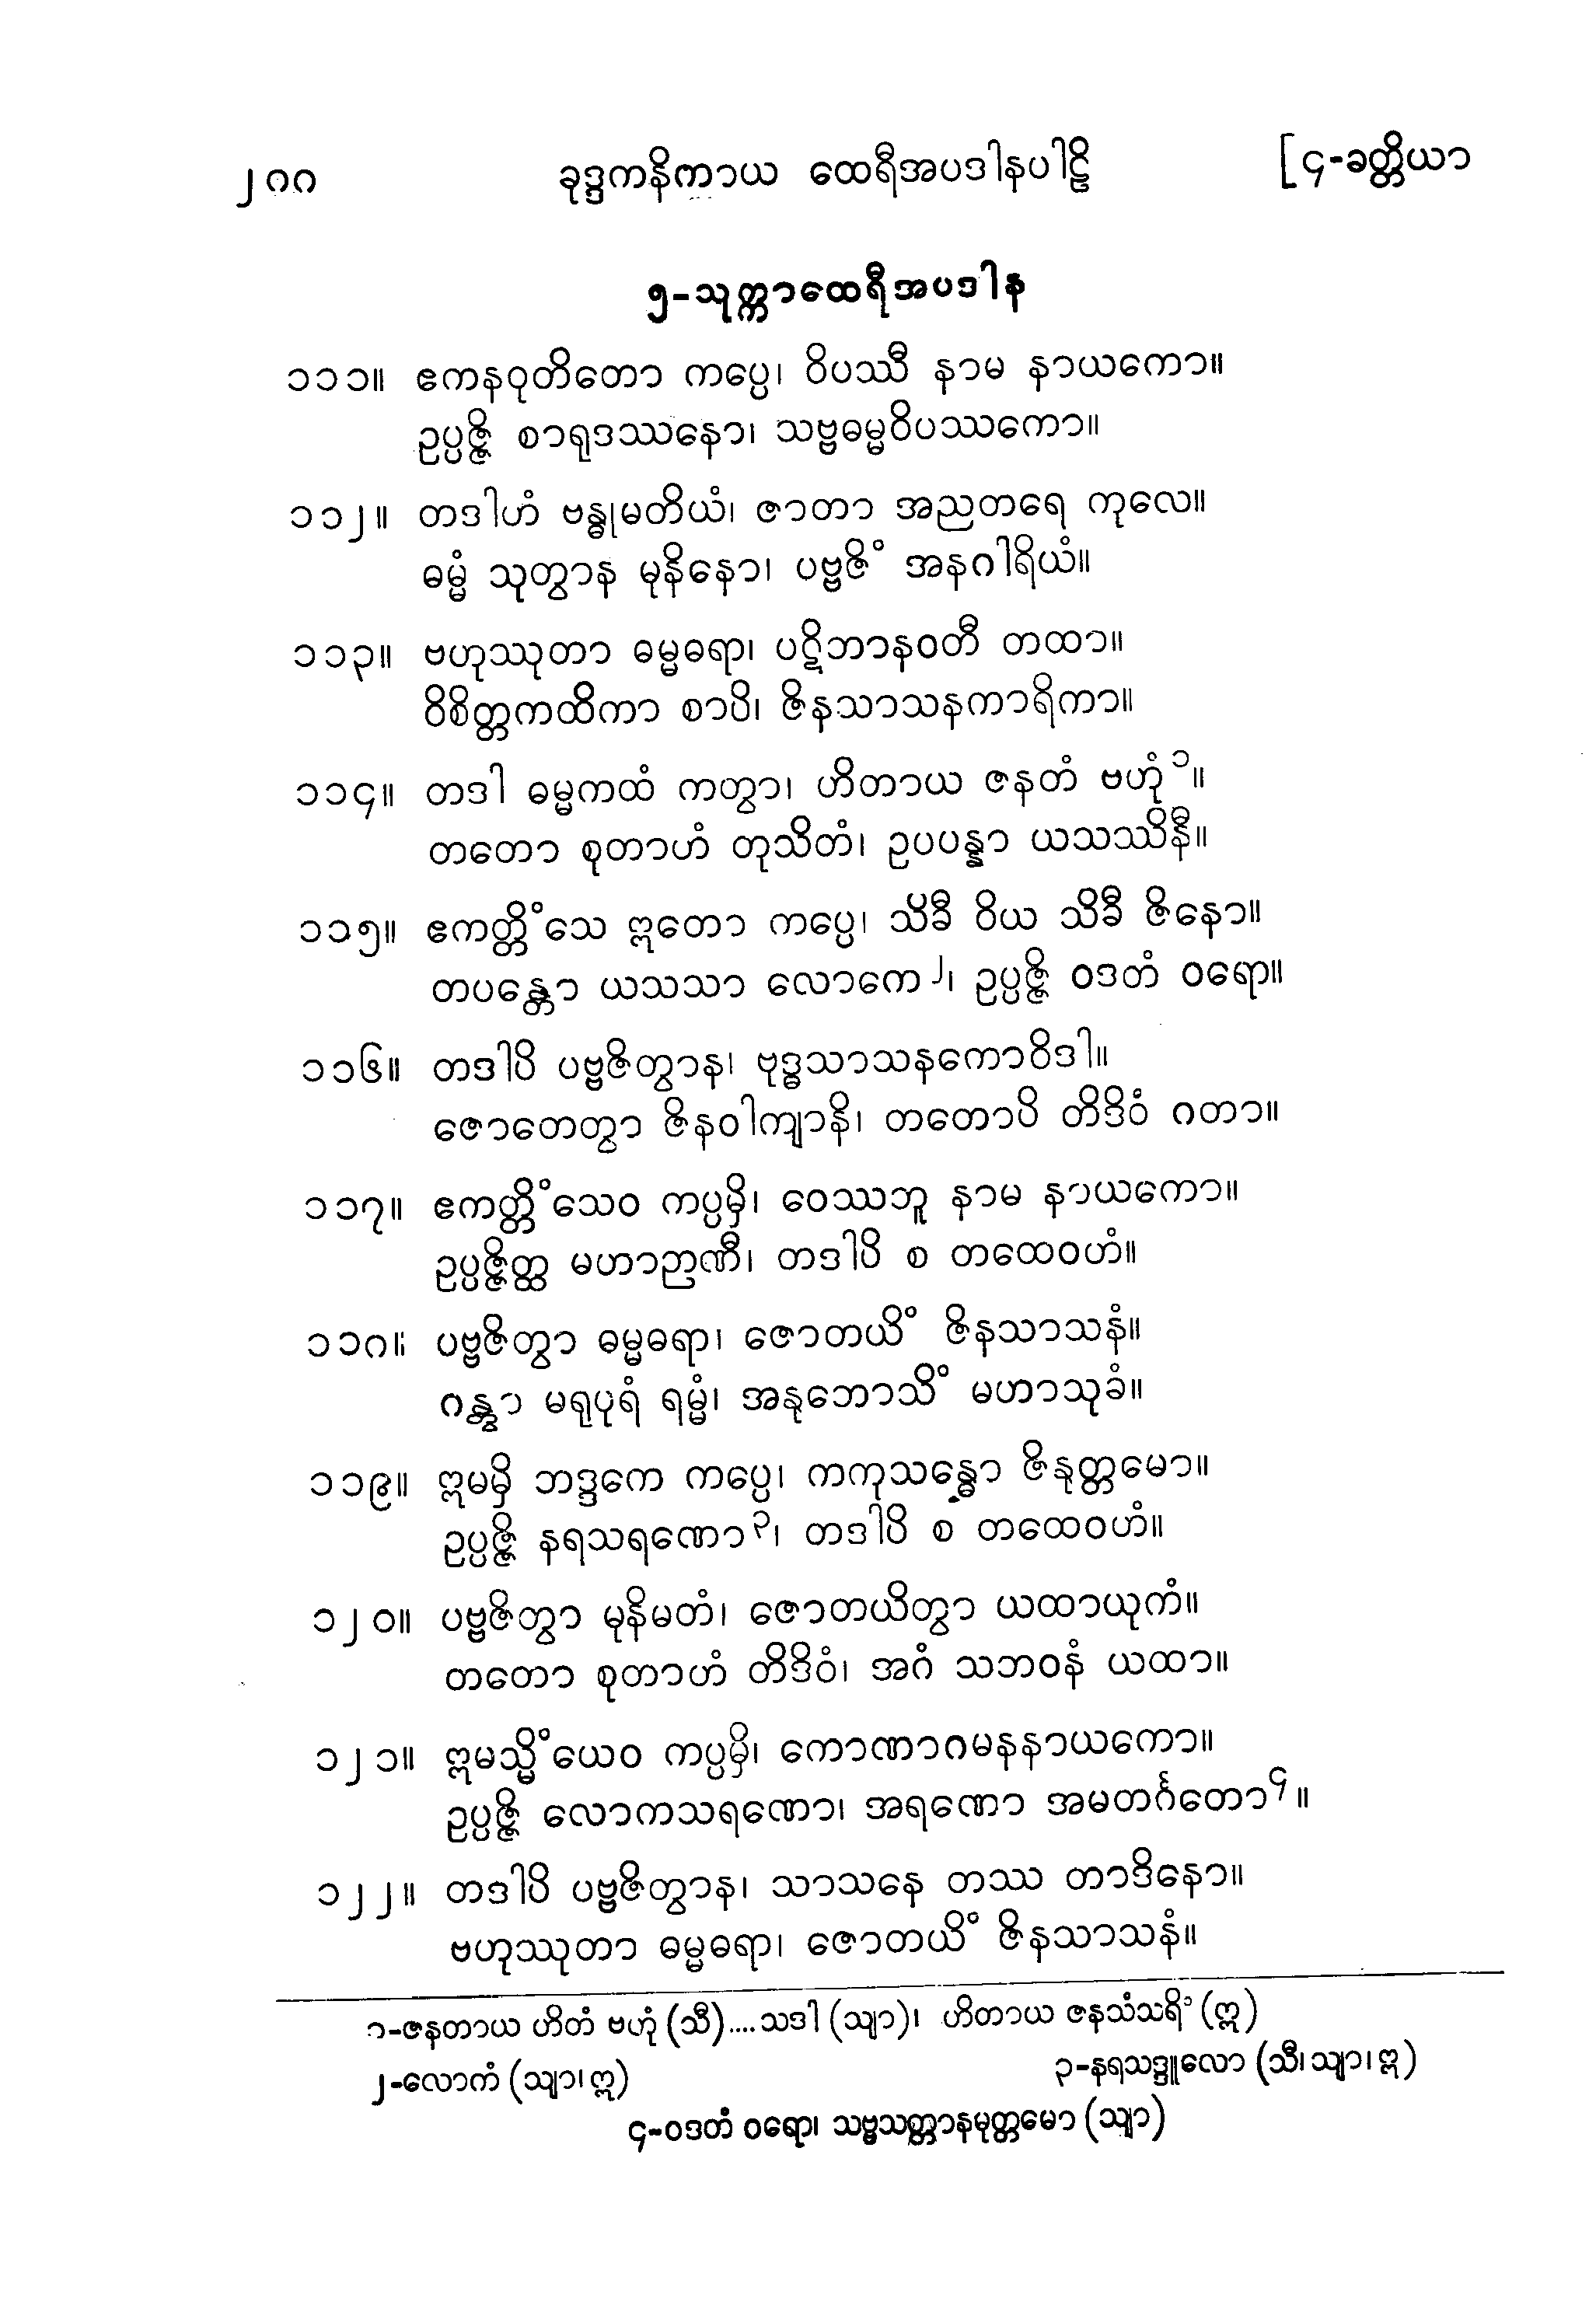 ၂၈၈ ခုဒ္ဒကနိကာယ ထေရီအပဒါနပါဠိ [၄-ခတ္တိယာ
၅-သုက္ကာထေရီအပဒါန
၁၁၁။ ဧကနဝုတိတော ကပ္ပေ၊ ဝိပဿီ နာမ နာယကော။
ဥပ္ပဇ္ဇိ စာရုဒဿနော၊ သဗ္ဗဓမ္မဝိပဿကော။
၁၁၂။ တဒါဟံ ဗန္ဓုမတိယံ၊ ဇာတာ အညတရေ ကုလေ။
ဓမ္မံ သုတွာန မုနိနော၊ ပဗ္ဗဇိံ အနဂါရိယံ။
၁၁၃။ ဗဟုဿုတာ ဓမ္မဓရာ၊ ပဋိဘာနဝတီ တထာ။
ဝိစိတ္တကထိကာ စာပိ၊ ဇိနသာသနကာရိကာ။
၁၁၄။ တဒါ ဓမ္မကထံ ကတွာ၊ ဟိတာယ ဇနတံ ဗဟုံ၁။
တတော စုတာဟံ တုသိတံ၊ ဥပပန္နာ ယသဿိနီ။
၁၁၅။ ဧကတ္တိံသေ ဣတော ကပ္ပေ၊ သိခီ ဝိယ သိခီ ဇိနော။
တပန္တော ယသသာ လောကေ၂၊ ဥပ္ပဇ္ဇိ ဝဒတံ ဝရော။
၁၁၆။ တဒါပိ ပဗ္ဗဇိတွာန၊ ဗုဒ္ဓသာသနကောဝိဒါ။
ဇောတေတွာ ဇိနဝါကျာနိ၊ တတောပိ တိဒိဝံ ဂတာ။
၁၁၇။ ဧကတ္တိံသေဝ ကပ္ပမှိ၊ ဝေဿဘူ နာမ နာယကော။
ဥပ္ပဇ္ဇိတ္ထ မဟာဉာဏီ၊ တဒါပိ စ တထေဝဟံ။
၁၁၈။ ပဗ္ဗဇိတွာ ဓမ္မဓရာ၊ ဇောတယိံ ဇိနသာသနံ။
ဂန္တွာ မရုပုရံ ရမ္မံ၊ အနုဘောသိံ မဟာသုခံ။
၁၁၉။ ဣမမှိ ဘဒ္ဒကေ ကပ္ပေ၊ ကကုသန္ဓော ဇိနုတ္တမော။
ဥပ္ပဇ္ဇိ နရသရဏော၃၊ တဒါပိ စ တထေဝဟံ။
၁၂၀။ ပဗ္ဗဇိတွာ မုနိမတံ၊ ဇောတယိတွာ ယထာယုကံ။
တတော စုတာဟံ တိဒိဝံ၊ အဂံ သဘဝနံ ယထာ။
၁၂၁။ ဣမသ္မိံယေဝ ကပ္ပမှိ၊ ကောဏာဂမနနာယကော။
ဥပ္ပဇ္ဇိ လောကသရဏော၊ အရဏော အမတင်္ဂတော၄။
၁၂၂။ တဒါပိ ပဗ္ဗဇိတွာန၊ သာသနေ တဿ တာဒိနော။
ဗဟုဿုတာ ဓမ္မဓရာ၊ ဇောတယိံ ဇိနသာသနံ။
၁-ဇနတာယ ဟိတံ ဗဟုံ (သီ)....သဒါ (သျာ)၊ ဟိတာယ ဇနသံသရိံ (ဣ)
၂-လောကံ (သျာ၊ ဣ) ၃-နရသဒ္ဒူလော (သီ၊ သျာ၊ ဣ)
၄-ဝဒတံ ဝရော၊ သဗ္ဗသတ္တာနမုတ္တမော (သျာ)